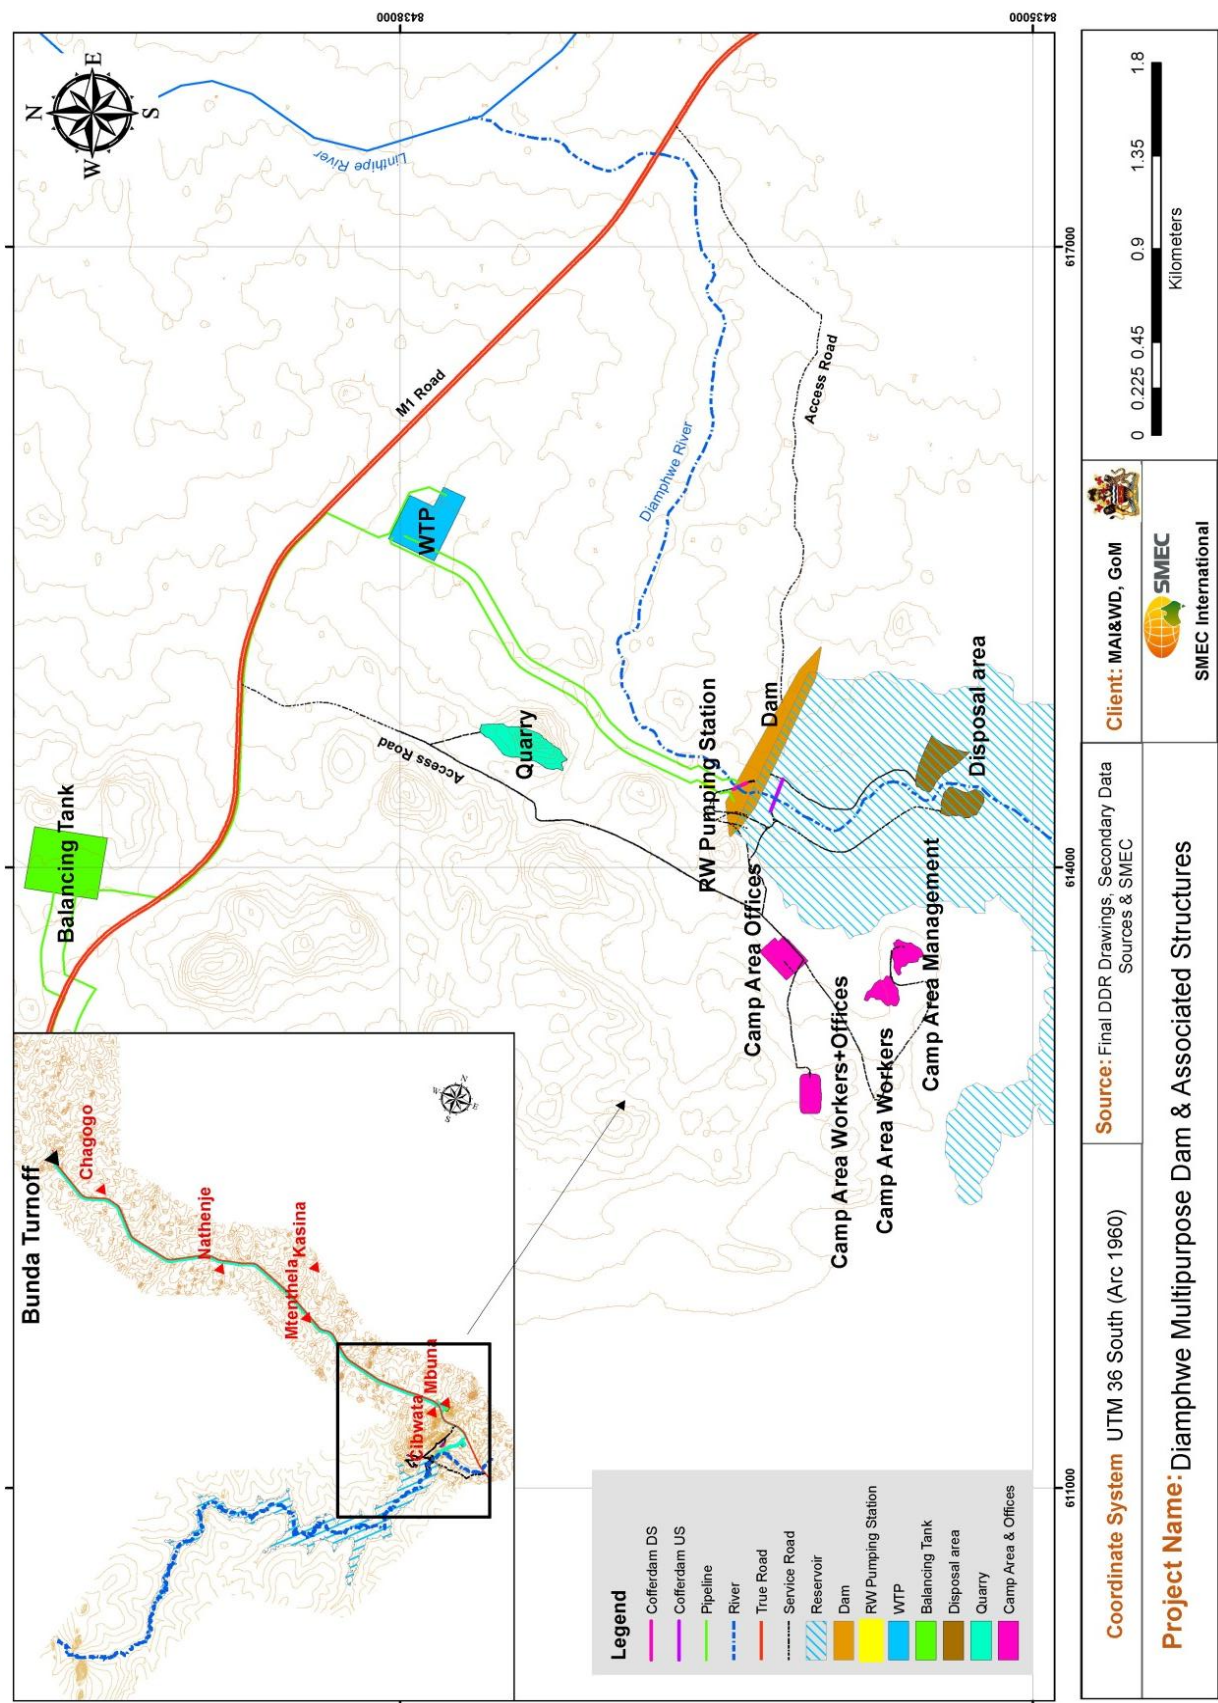 8438000
8435000
N
E
W
S
Linthipe River
617000
M1 Road
Access Road
Diamphwe River
WTP
Access Road
Quarry
RW Pumping Station
Dam
Disposal area
Balancing Tank
614000
Camp Area Offices
Camp Area Management
Camp Area Workers+Offices
Camp Area Workers
Bunda Turnoff
Chagogo
Nathenje
Mtenthela
Kasina
Mbuna
Cibwata
N
E
W
S
611000
Legend
Cofferdam DS
Cofferdam US
Pipeline
River
True Road
Service Road
Reservoir
Dam
RW Pumping Station
WTP
Balancing Tank
Disposal area
Quarry
Camp Area & Offices
Coordinate System UTM 36 South (Arc 1960)
Source: Final DDR Drawings, Secondary Data
Sources & SMEC
Project Name: Diamphwe Multipurpose Dam & Associated Structures
Client: MAI&WD, GoM
SMEC
SMEC International
0 0.225 0.45 0.9 1.35 1.8
Kilometers